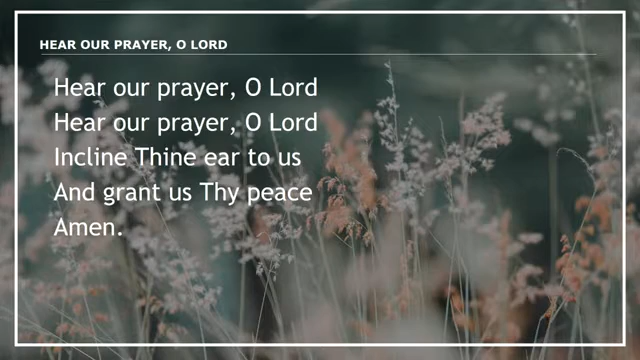 HEAR OUR PRAYER, O LORD
Hear our prayer, O Lord
Hear our prayer, O Lord
Incline Thine ear to us
And grant us Thy peace
Amen.